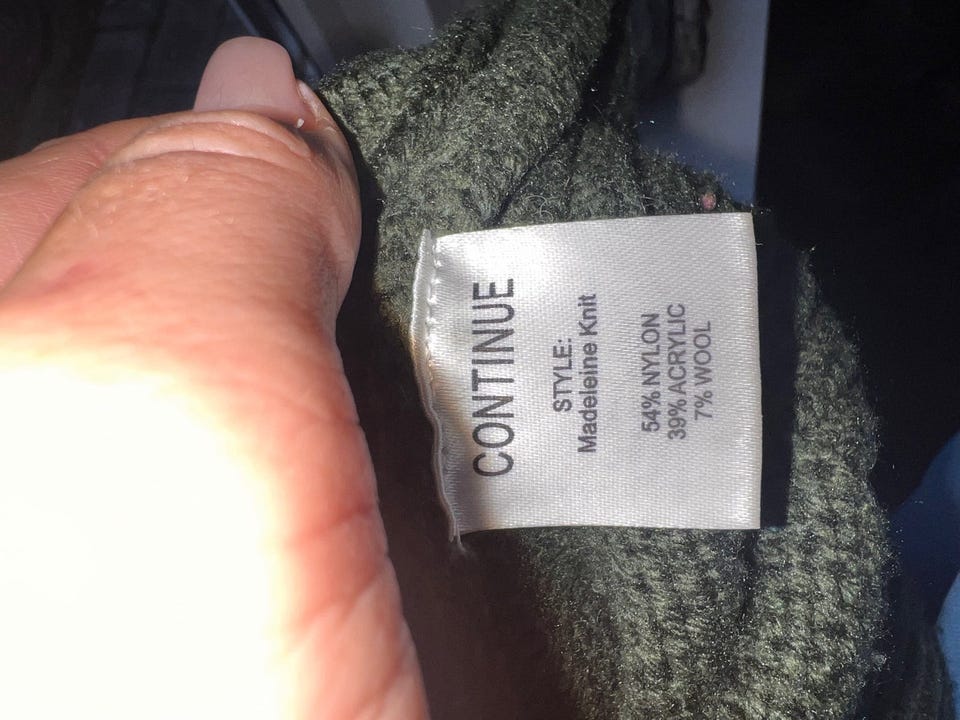 CONTINUE
STYLE:
Madeleine Knit
54% NYLON
39% ACRYLIC
7% WOOL